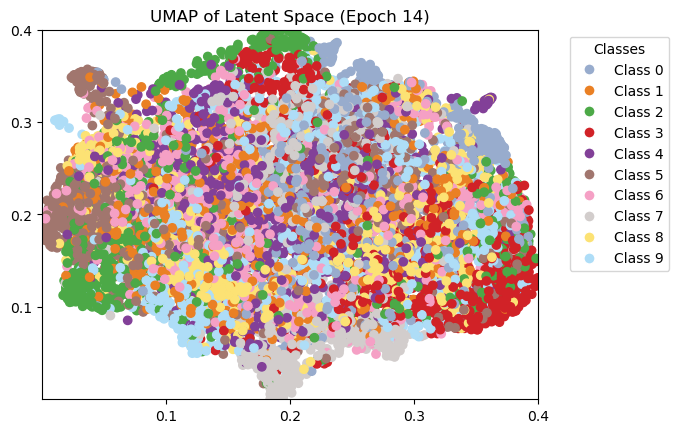 UMAP of Latent Space (Epoch 14)
0.4
0.3
0.2
0.1
0.1
0.2
0.3
0.4
Classes
Class 0
Class 1
Class 2
Class 3
Class 4
Class 5
Class 6
Class 7
Class 8
Class 9